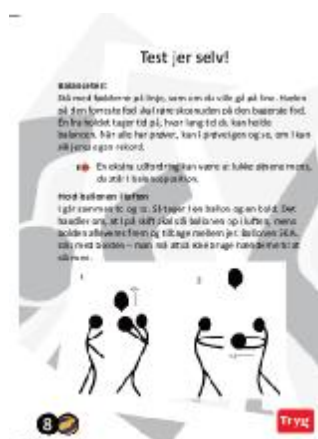 Test jer selv!
Balancetest:
Stå med fødderne på linje, som om du vil gå på line. Hælen
på den forreste fod skal røre skosnuden på den bagerste fod.
En fra holdet tager tid på, hvor lang tid du kan holde
balancen. Når alle har prøvet, kan I prøve igen og se, om I kan
slå jeres egen rekord.
En ekstra udfordring kan være at lukke øjnene mens,
du står i balanceposition.
Hold ballonen i luften
I går sammen to og to. Så tager I en ballon og en bold. Det
handler om, at I på skift skal slå ballonen op i luften, mens
bolden afleveres frem og tilbage mellem jer. Ballonen SKAL
slås med bolden – man må altså ikke bruge hænderne til at
slå med.
1
2
8
Tryg